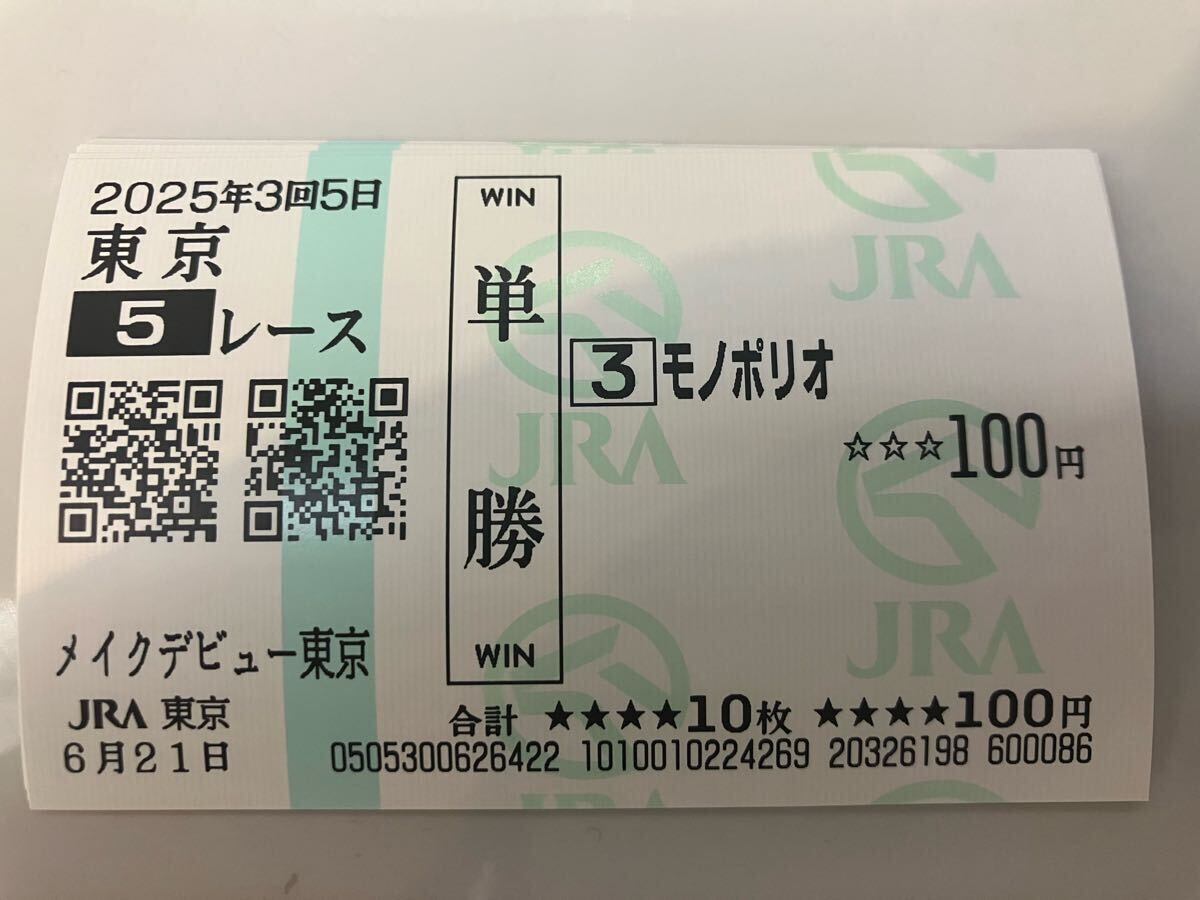 2025年3回5日
東京
5レース
メイクデビュー東京
JRA 東京
6月21日
WIN
単勝
WIN
3 モノポリオ
☆☆☆100円
合計 ★★★★10枚 ★★★★100円
0505300626422 1010010224269 20326198 600086
JRA
JRA
JRA